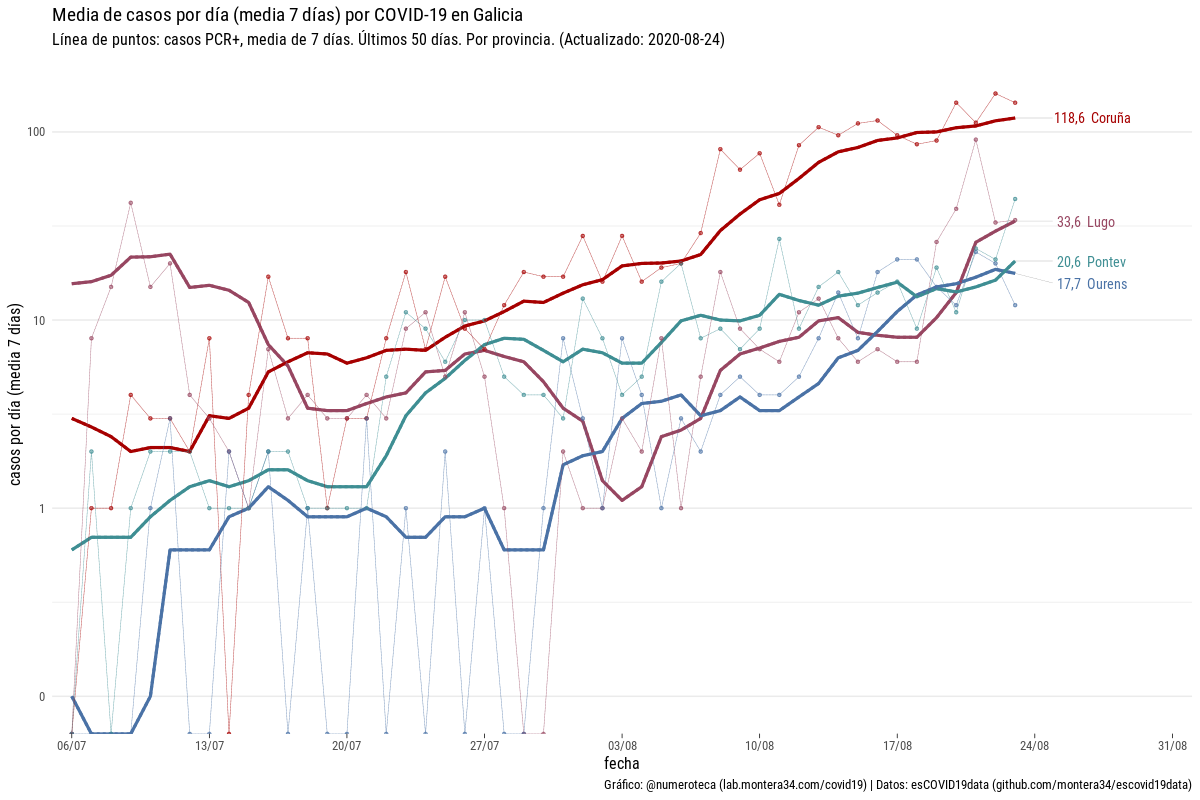 Media de casos por día (media 7 días) por COVID-19 en Galicia
Línea de puntos: casos PCR+, media de 7 días. Últimos 50 días. Por provincia. (Actualizado: 2020-08-24)
casos por día (media 7 días)
100
10
1
0
118,6 Coruña
33,6 Lugo
20,6 Pontev
17,7 Ourens
06/07 13/07 20/07 27/07 03/08 10/08 17/08 24/08 31/08
fecha
Gráfico: @numeroteca (lab.montera34.com/covid19) | Datos: esCOVID19data (github.com/montera34/escovid19data)